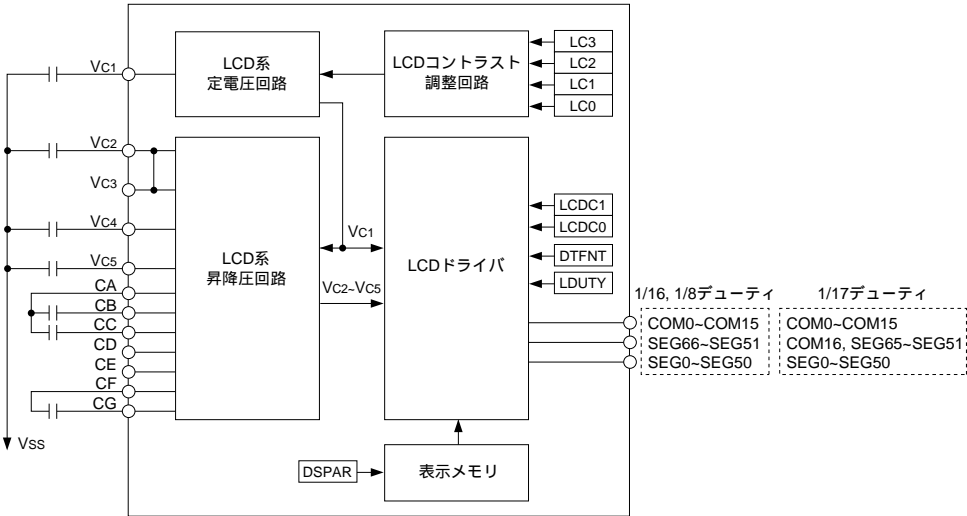 VC1
VC2
VC3
VC4
VC5
CA
CB
CC
CD
CE
CF
CG
VSS
LCD系
定電圧回路
LCDコントラスト
調整回路
LC3
LC2
LC1
LC0
LCD系
昇降圧回路
VC1
VC2~VC5
LCDドライバ
LCDC1
LCDC0
DTFNT
LDUTY
DSPAR
表示メモリ
1/16, 1/8デューティ
COM0~COM15
SEG66~SEG51
SEG0~SEG50
1/17デューティ
COM0~COM15
COM16, SEG65~SEG51
SEG0~SEG50